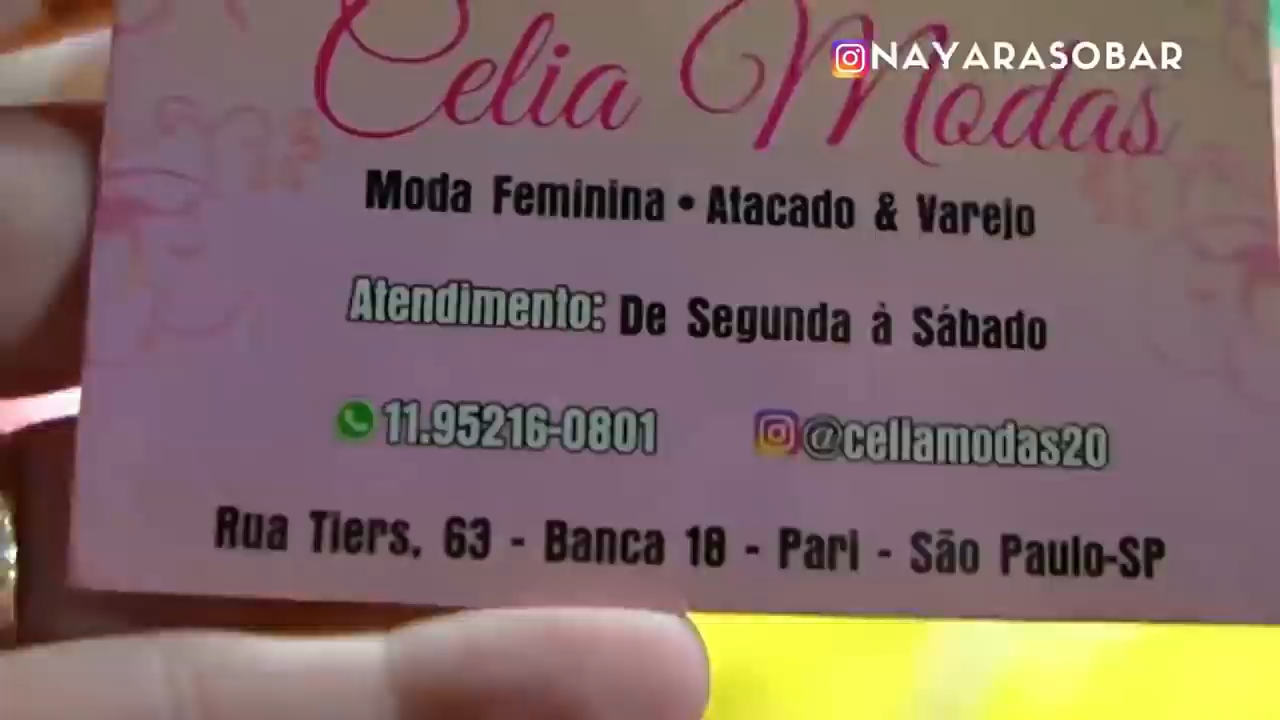 NAYARASOBAR
Celia Modas
Moda Feminina • Atacado & Varejo
Atendimento: De Segunda à Sábado
11.95216-0801 @celiamodas20
Rua Tiers, 63 - Banca 18 - Pari - São Paulo-SP